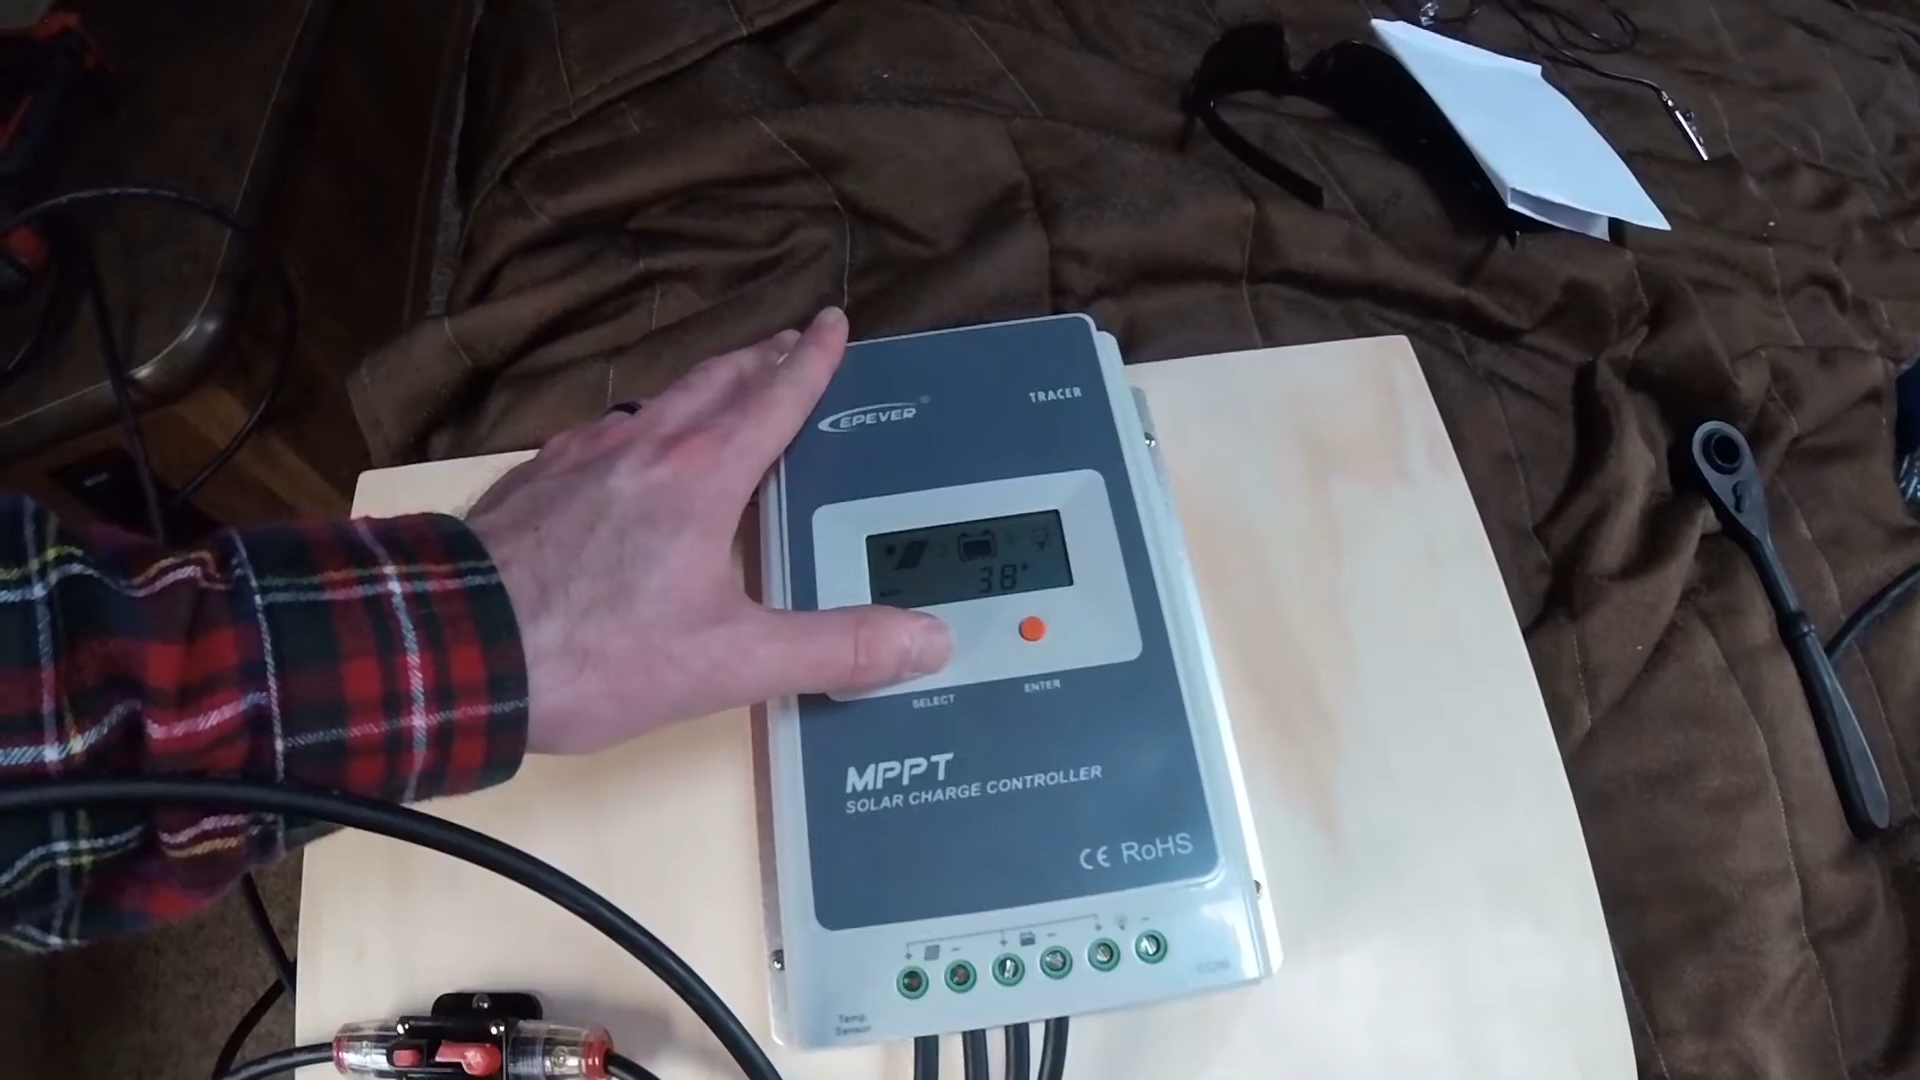 EPEVER
TRACER
38
SELECT
ENTER
MPPT
SOLAR CHARGE CONTROLLER
CE RoHS
+ - + - + -
Temp.
Sensor